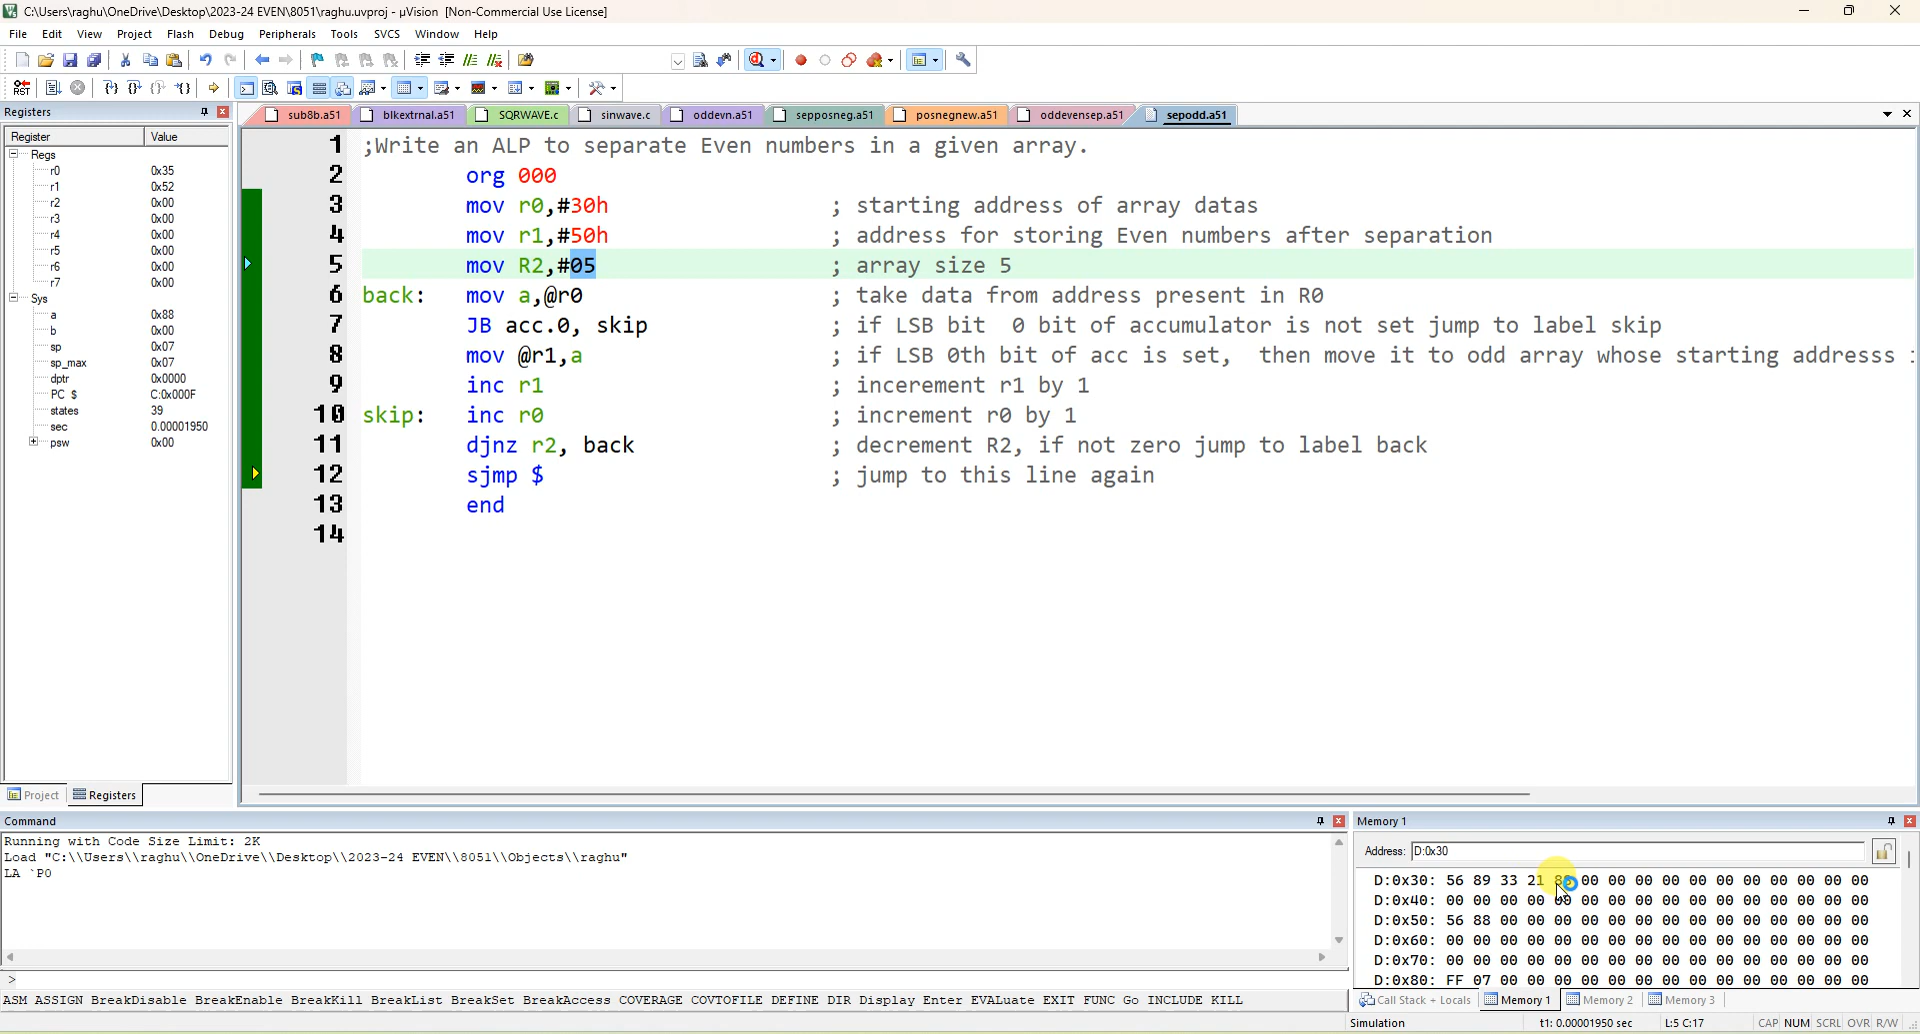 C:\Users\raghu\OneDrive\Desktop\2023-24 EVEN\8051\raghu.uvproj - µVision [Non-Commercial Use License]
File Edit View Project Flash Debug Peripherals Tools SVCS Window Help
RST
Registers
sub8b.a51 blkextrnal.a51 SQRWAVE.c sinwave.c oddevn.a51 sepposneg.a51 posnegnew.a51 oddevensep.a51 sepodd.a51
Register Value
Regs
r0 0x35
r1 0x52
r2 0x00
r3 0x00
r4 0x00
r5 0x00
r6 0x00
r7 0x00
Sys
a 0x88
b 0x00
sp 0x07
sp_max 0x07
dptr 0x0000
PC $ C:0x000F
states 39
sec 0.00001950
psw 0x00
1 ;Write an ALP to separate Even numbers in a given array.
2 org 000
3 mov r0,#30h ; starting address of array datas
4 mov r1,#50h ; address for storing Even numbers after separation
5 mov R2,#05 ; array size 5
6 back: mov a,@r0 ; take data from address present in R0
7 JB acc.0, skip ; if LSB bit 0 bit of accumulator is not set jump to label skip
8 mov @r1,a ; if LSB 0th bit of acc is set, then move it to odd array whose starting addresss
9 inc r1 ; incerement r1 by 1
10 skip: inc r0 ; increment r0 by 1
11 djnz r2, back ; decrement R2, if not zero jump to label back
12 sjmp $ ; jump to this line again
13 end
14
Project Registers
Command
Running with Code Size Limit: 2K
Load "C:\\Users\\raghu\\OneDrive\\Desktop\\2023-24 EVEN\\8051\\Objects\\raghu"
LA `P0
>
ASM ASSIGN BreakDisable BreakEnable BreakKill BreakList BreakSet BreakAccess COVERAGE COVTOFILE DEFINE DIR Display Enter EVALuate EXIT FUNC Go INCLUDE KILL
Memory 1
Address: D:0x30
D:0x30: 56 89 33 21 00 00 00 00 00 00 00 00 00 00 00
D:0x40: 00 00 00 00 00 00 00 00 00 00 00 00 00 00 00 00
D:0x50: 56 88 00 00 00 00 00 00 00 00 00 00 00 00 00 00
D:0x60: 00 00 00 00 00 00 00 00 00 00 00 00 00 00 00 00
D:0x70: 00 00 00 00 00 00 00 00 00 00 00 00 00 00 00 00
D:0x80: FF 07 00 00 00 00 00 00 00 00 00 00 00 00 00 00
Call Stack + Locals Memory 1 Memory 2 Memory 3
Simulation t1: 0.00001950 sec L:5 C:17 CAP NUM SCRL OVR R/W